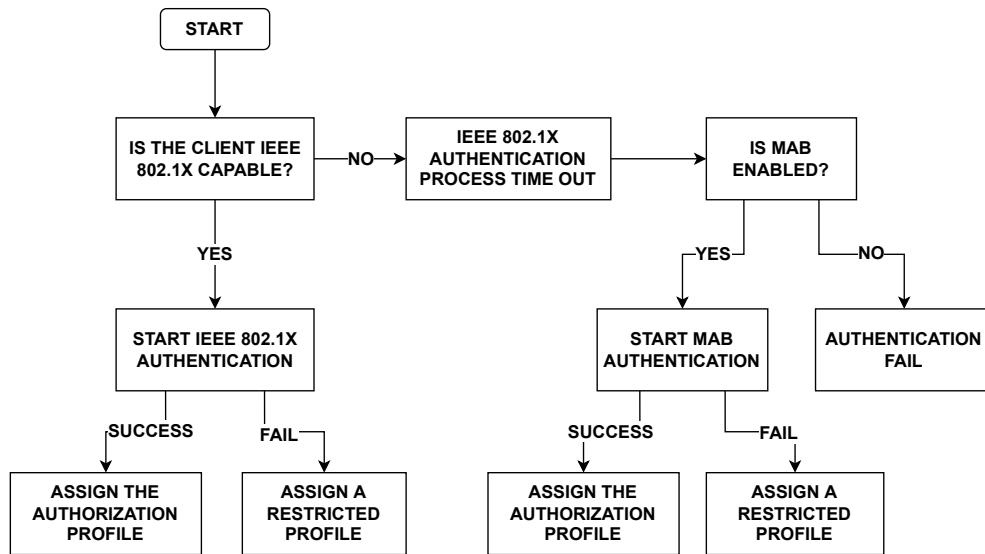 START
IS THE CLIENT IEEE
802.1X CAPABLE?
NO
IEEE 802.1X
AUTHENTICATION
PROCESS TIME OUT
IS MAB
ENABLED?
YES
YES
NO
START IEEE 802.1X
AUTHENTICATION
START MAB
AUTHENTICATION
AUTHENTICATION
FAIL
SUCCESS
FAIL
SUCCESS
FAIL
ASSIGN THE
AUTHORIZATION
PROFILE
ASSIGN A
RESTRICTED
PROFILE
ASSIGN THE
AUTHORIZATION
PROFILE
ASSIGN A
RESTRICTED
PROFILE